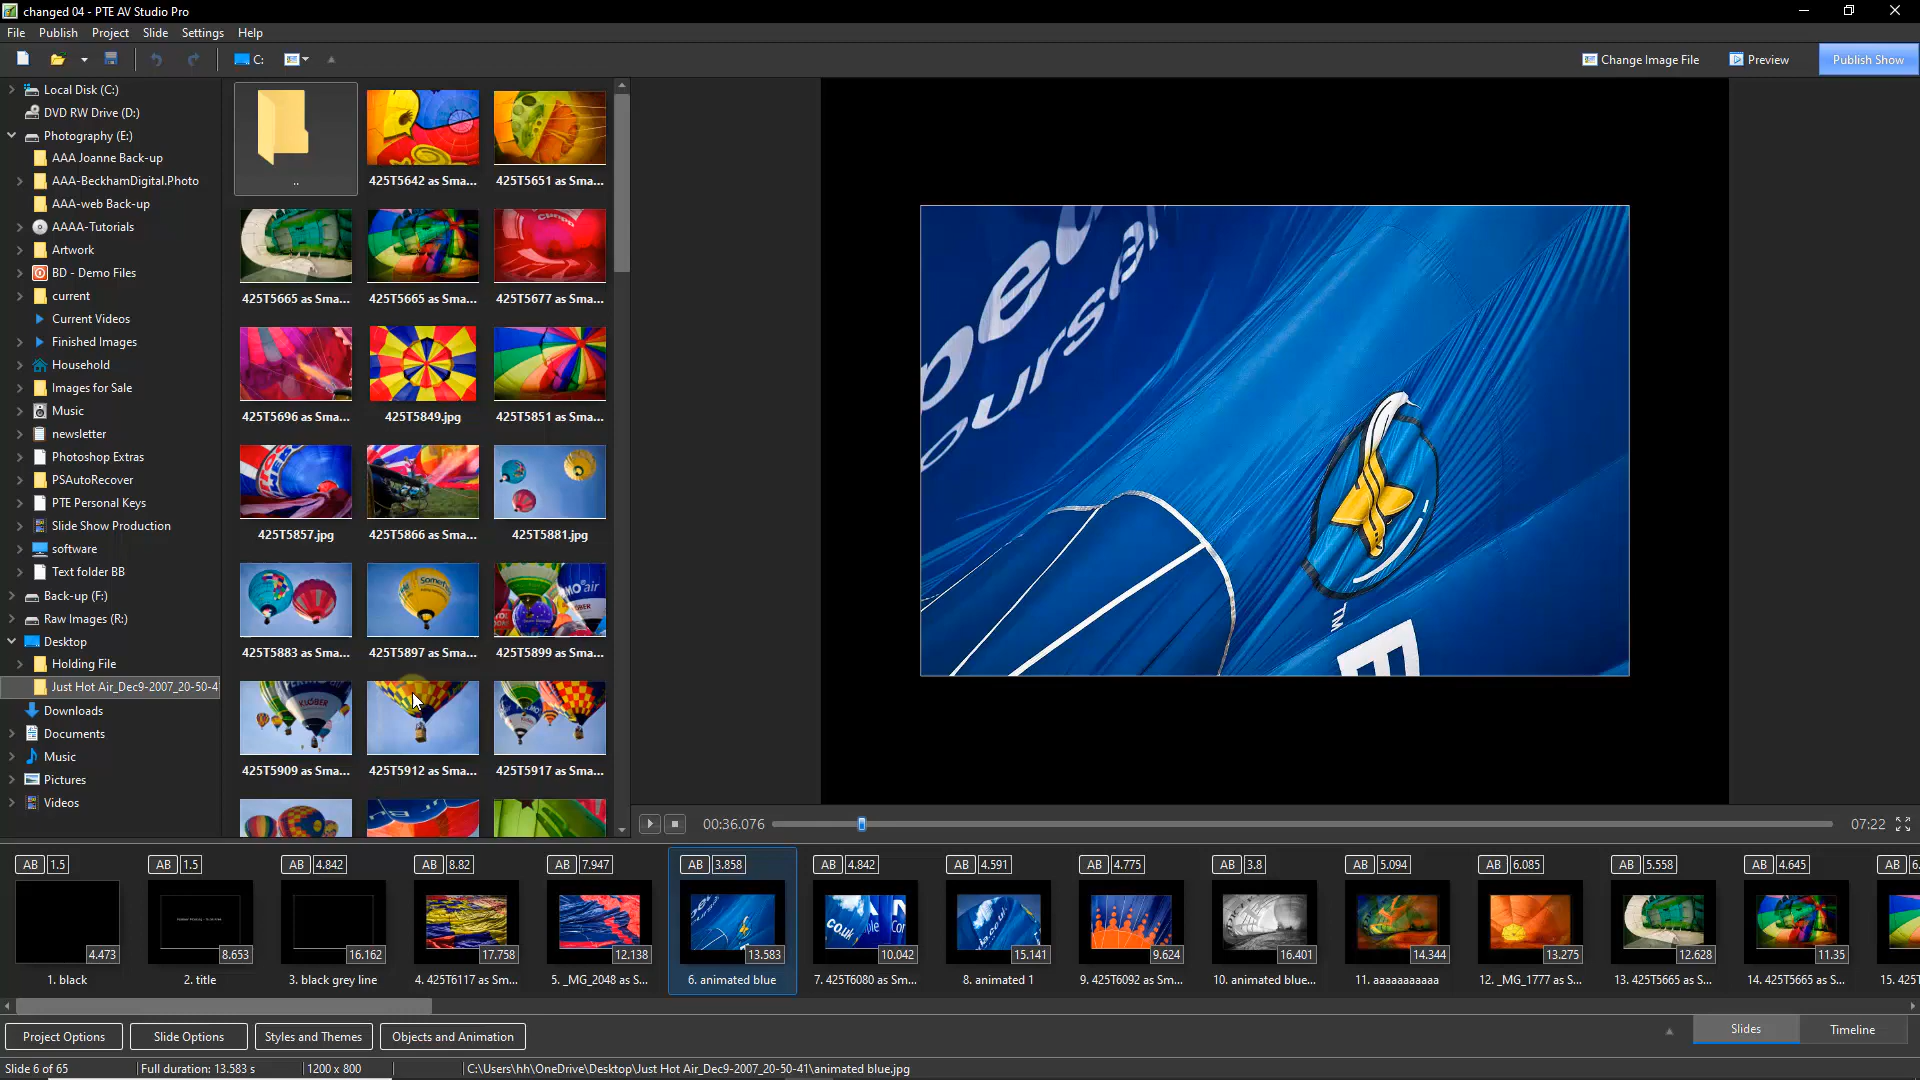 changed 04 - PTE AV Studio Pro
File Publish Project Slide Settings Help
C:
Change Image File Preview Publish Show
Local Disk (C:)
DVD RW Drive (D:)
Photography (E:)
AAA Joanne Back-up
AAA-BeckhamDigital.Photo
AAA-web Back-up
AAAA-Tutorials
Artwork
BD - Demo Files
current
Current Videos
Finished Images
Household
Images for Sale
Music
newsletter
Photoshop Extras
PSAutoRecover
PTE Personal Keys
Slide Show Production
software
Text folder BB
Back-up (F:)
Raw Images (R:)
Desktop
Holding File
Just Hot Air_Dec9-2007_20-50-4
Downloads
Documents
Music
Pictures
Videos
..
425T5642 as Sma...
425T5651 as Sma...
425T5665 as Sma...
425T5665 as Sma...
425T5677 as Sma...
425T5696 as Sma...
425T5849.jpg
425T5851 as Sma...
425T5857.jpg
425T5866 as Sma...
425T5881.jpg
425T5883 as Sma...
425T5897 as Sma...
425T5899 as Sma...
425T5909 as Sma...
425T5912 as Sma...
425T5917 as Sma...
TM
00:36.076
07:22
AB 1.5 AB 1.5 AB 4.842 AB 8.82 AB 7.947 AB 3.858 AB 4.842 AB 4.591 AB 4.775 AB 3.8 AB 5.094 AB 6.085 AB 5.558 AB 4.645 AB 6.
4.473 8.653 16.162 17.758 12.138 13.583 10.042 15.141 9.624 16.401 14.344 13.275 12.628 11.35
1. black
2. title
3. black grey line
4. 425T6117 as Sm...
5. _MG_2048 as S...
6. animated blue
7. 425T6080 as Sm...
8. animated 1
9. 425T6092 as Sm...
10. animated blue...
11. aaaaaaaaaaa
12. _MG_1777 as S...
13. 425T5665 as S...
14. 425T5665 as S...
15. 425T
Project Options Slide Options Styles and Themes Objects and Animation
Slides Timeline
Slide 6 of 65 Full duration: 13.583 s 1200 x 800 C:\Users\hh\OneDrive\Desktop\Just Hot Air_Dec9-2007_20-50-41\animated blue.jpg